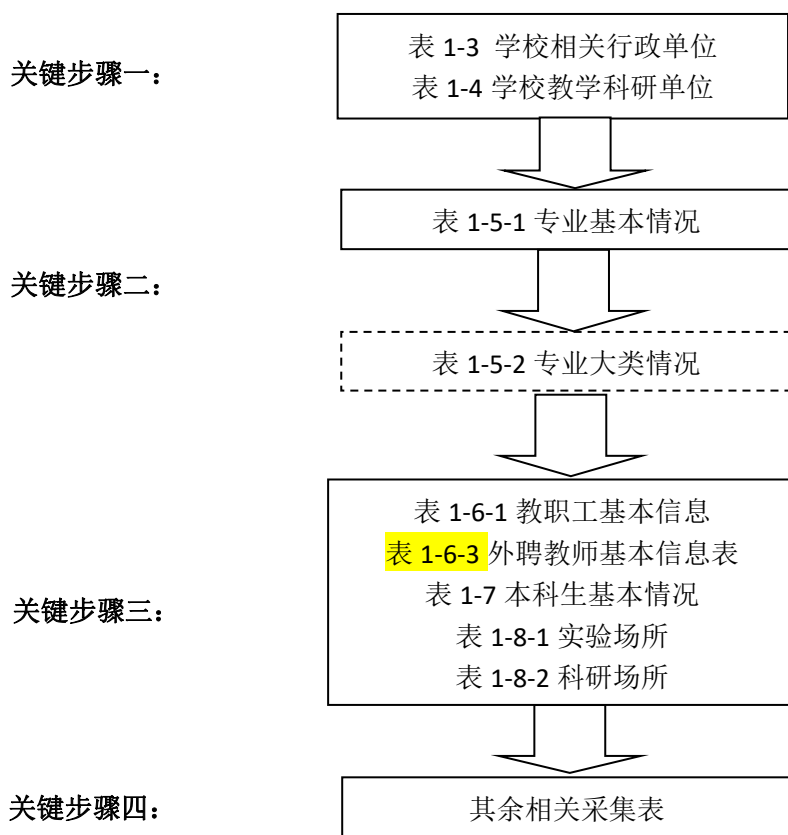 关键步骤一：
表 1-3 学校相关行政单位
表 1-4 学校教学科研单位
表 1-5-1 专业基本情况
关键步骤二：
表 1-5-2 专业大类情况
表 1-6-1 教职工基本信息
表 1-6-3 外聘教师基本信息表
表 1-7 本科生基本情况
关键步骤三：
表 1-8-1 实验场所
表 1-8-2 科研场所
关键步骤四：
其余相关采集表